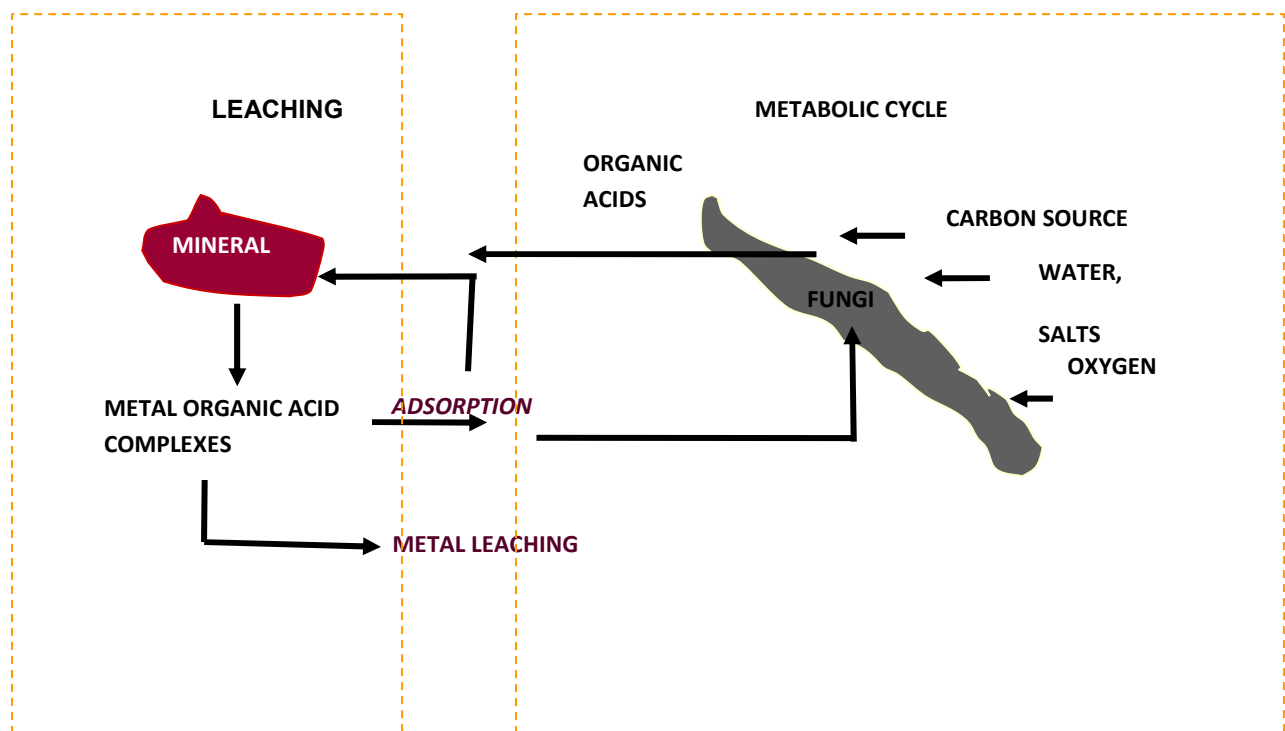 LEACHING
METABOLIC CYCLE
ORGANIC
ACIDS
CARBON SOURCE
MINERAL
WATER,
FUNGI
SALTS
OXYGEN
METAL ORGANIC ACID
COMPLEXES
ADSORPTION
METAL LEACHING